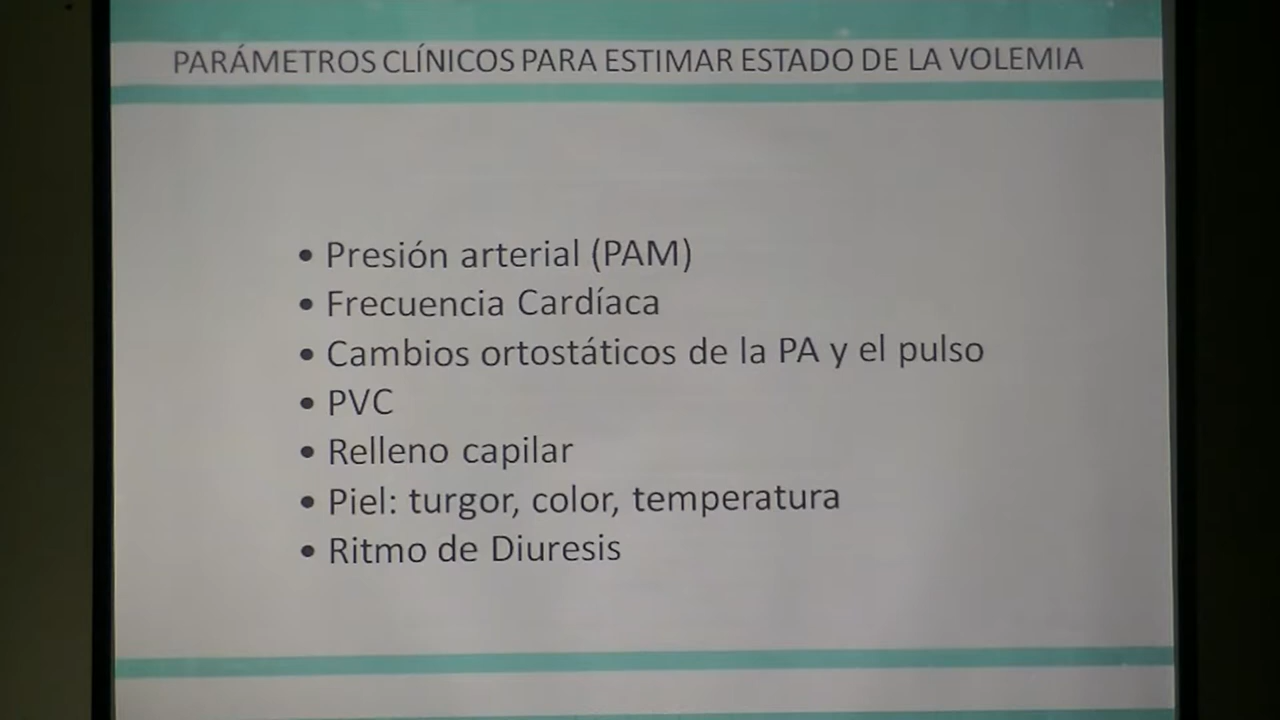 PARÁMETROS CLÍNICOS PARA ESTIMAR ESTADO DE LA VOLEMIA
• Presión arterial (PAM)
• Frecuencia Cardíaca
• Cambios ortostáticos de la PA y el pulso
• PVC
• Relleno capilar
• Piel: turgor, color, temperatura
• Ritmo de Diuresis